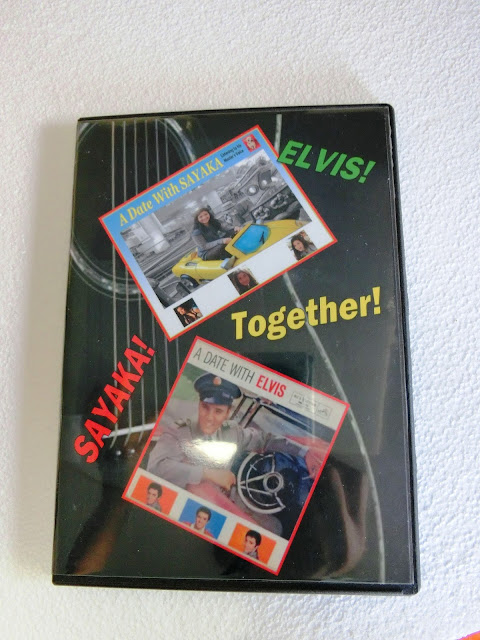 ELVIS!
A Date With SAYAKA
Together!
SAYAKA!
A DATE WITH ELVIS